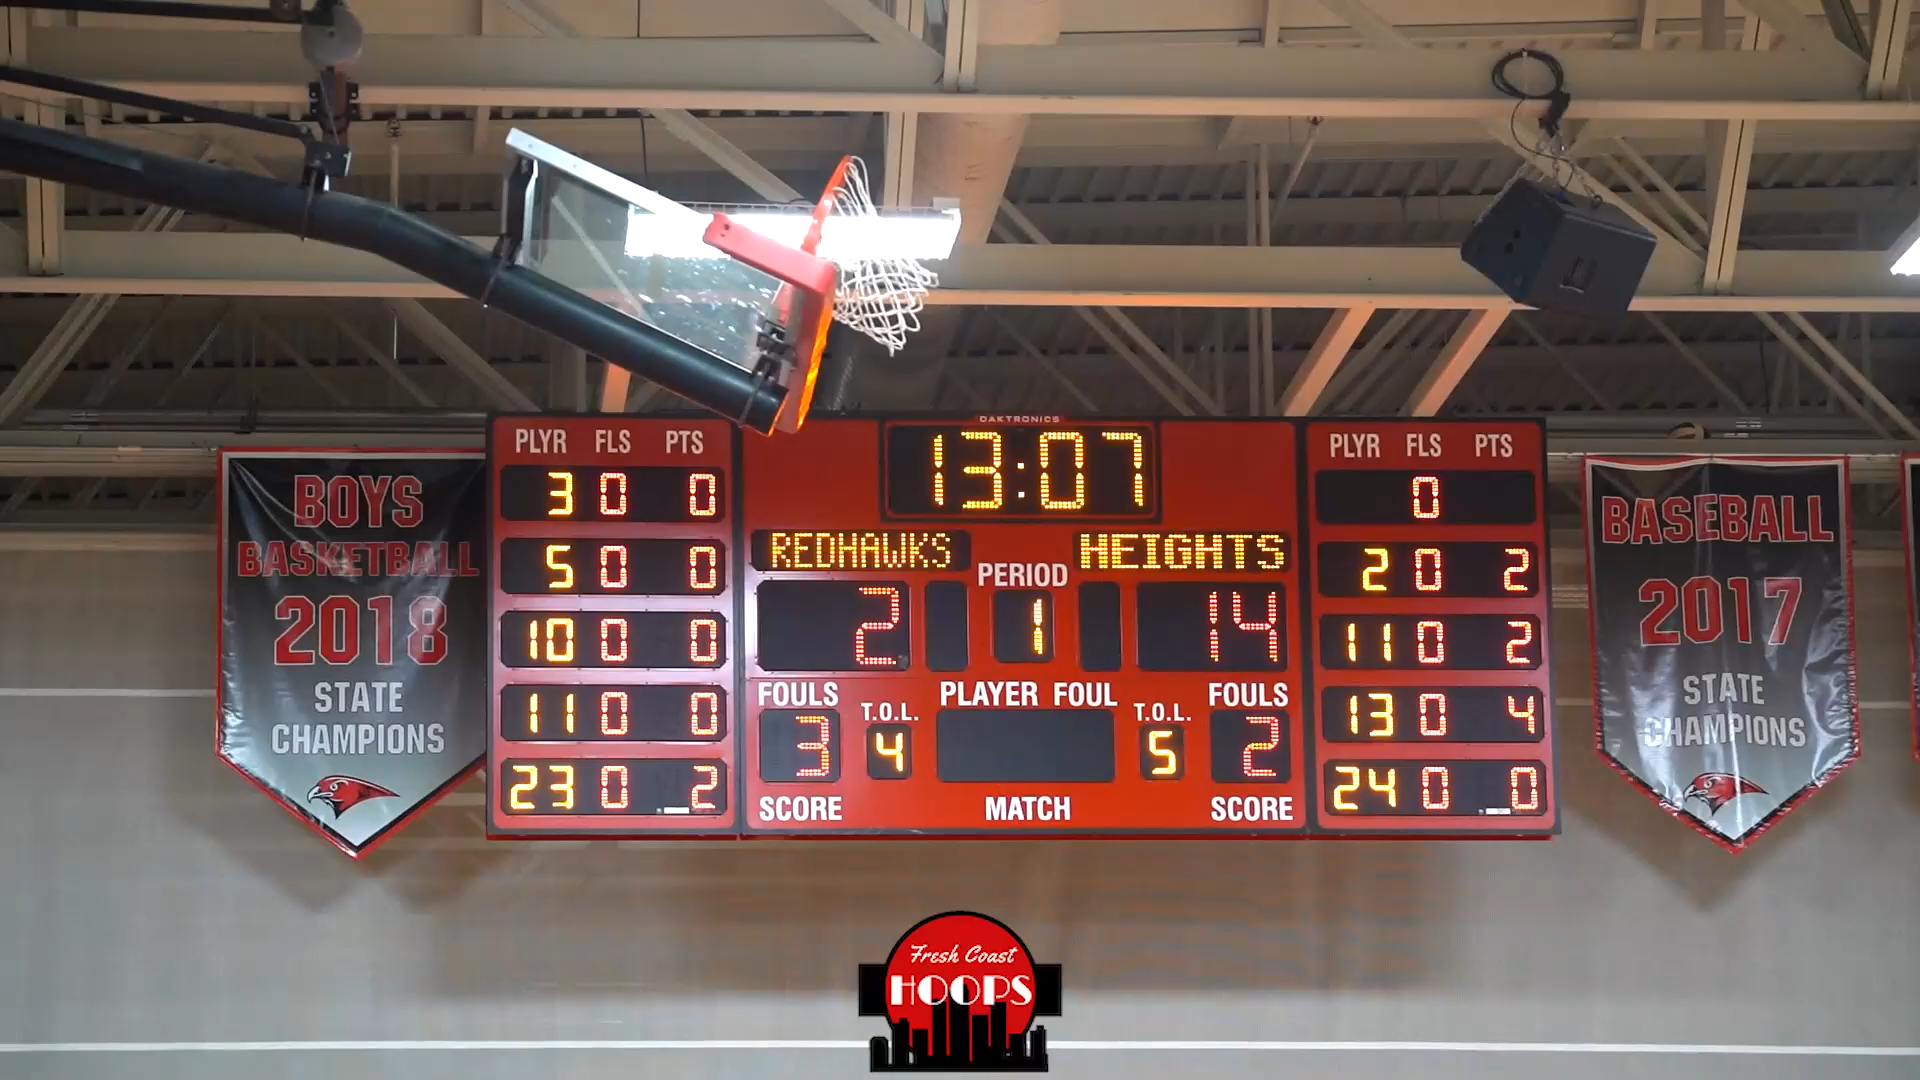 DAKTRONICS
PLYR FLS PTS
3 0 0
5 0 0
10 0 0
11 0 0
23 0 2
13:07
REDHAWKS HEIGHTS
PERIOD
2 1 14
FOULS PLAYER FOUL FOULS
T.O.L. T.O.L.
3 4 5 2
SCORE MATCH SCORE
PLYR FLS PTS
0
2 0 2
11 0 2
13 0 4
24 0 0
BOYS
BASKETBALL
2018
STATE
CHAMPIONS
BASEBALL
2017
STATE
CHAMPIONS
Fresh Coast
HOOPS